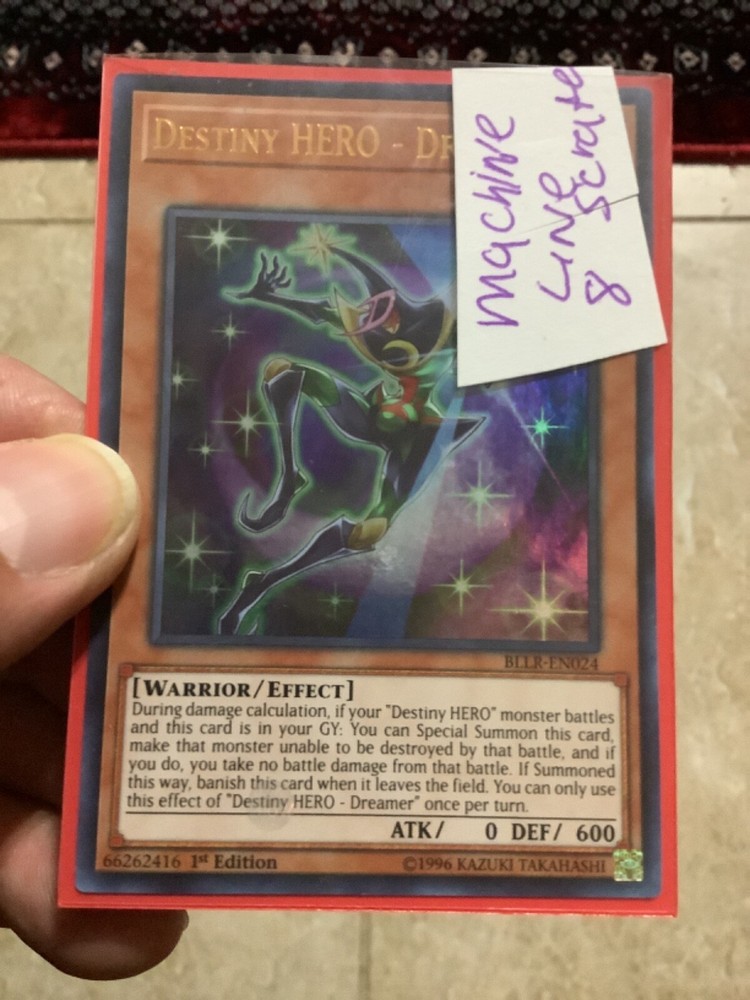 DESTINY HERO - DR
machine
LINE
8 scrate
BLLR-EN024
[WARRIOR/EFFECT]
During damage calculation, if your "Destiny HERO" monster battles
and this card is in your GY: You can Special Summon this card,
make that monster unable to be destroyed by that battle, and if
you do, you take no battle damage from that battle. If Summoned
this way, banish this card when it leaves the field. You can only use
this effect of "Destiny HERO - Dreamer" once per turn.
ATK/ 0 DEF/ 600
66262416 1st Edition ©1996 KAZUKI TAKAHASHI